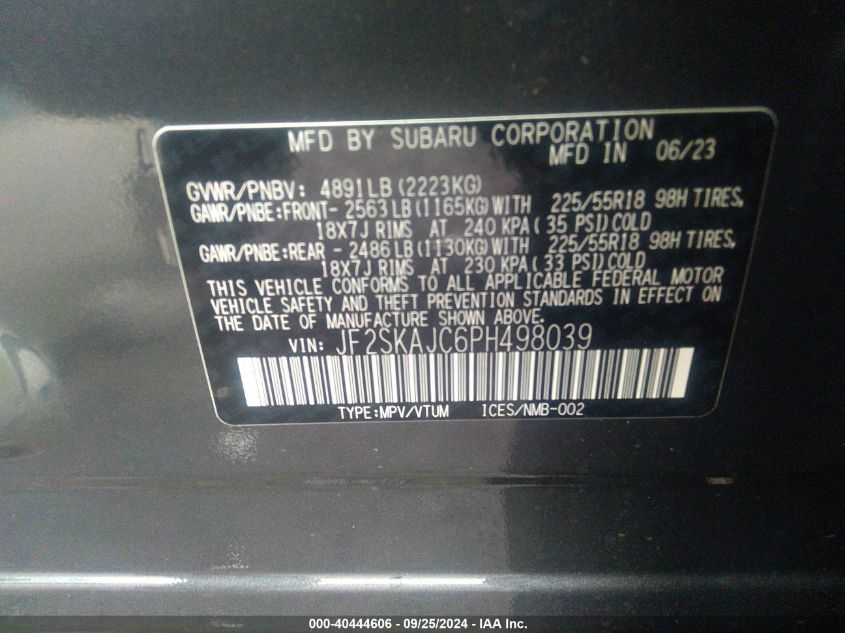 MFD BY SUBARU CORPORATION
MFD IN 06/23
GVWR/PNBV: 4891LB (2223KG)
GAWR/PNBE:FRONT- 2563LB(1165KG)WITH 225/55R18 98H TIRES,
18X7J RIMS AT 240 KPA( 35 PSI)COLD
GAWR/PNBE:REAR - 2486LB(1130KG)WITH 225/55R18 98H TIRES,
18X7J RIMS AT 230 KPA( 33 PSI)COLD
THIS VEHICLE CONFORMS TO ALL APPLICABLE FEDERAL MOTOR
VEHICLE SAFETY AND THEFT PREVENTION STANDARDS IN EFFECT ON
THE DATE OF MANUFACTURE SHOWN ABOVE.
VIN: JF2SKAJC6PH498039
TYPE:MPV/VTUM ICES/NMB-002
000-40444606 - 09/25/2024 - IAA Inc.